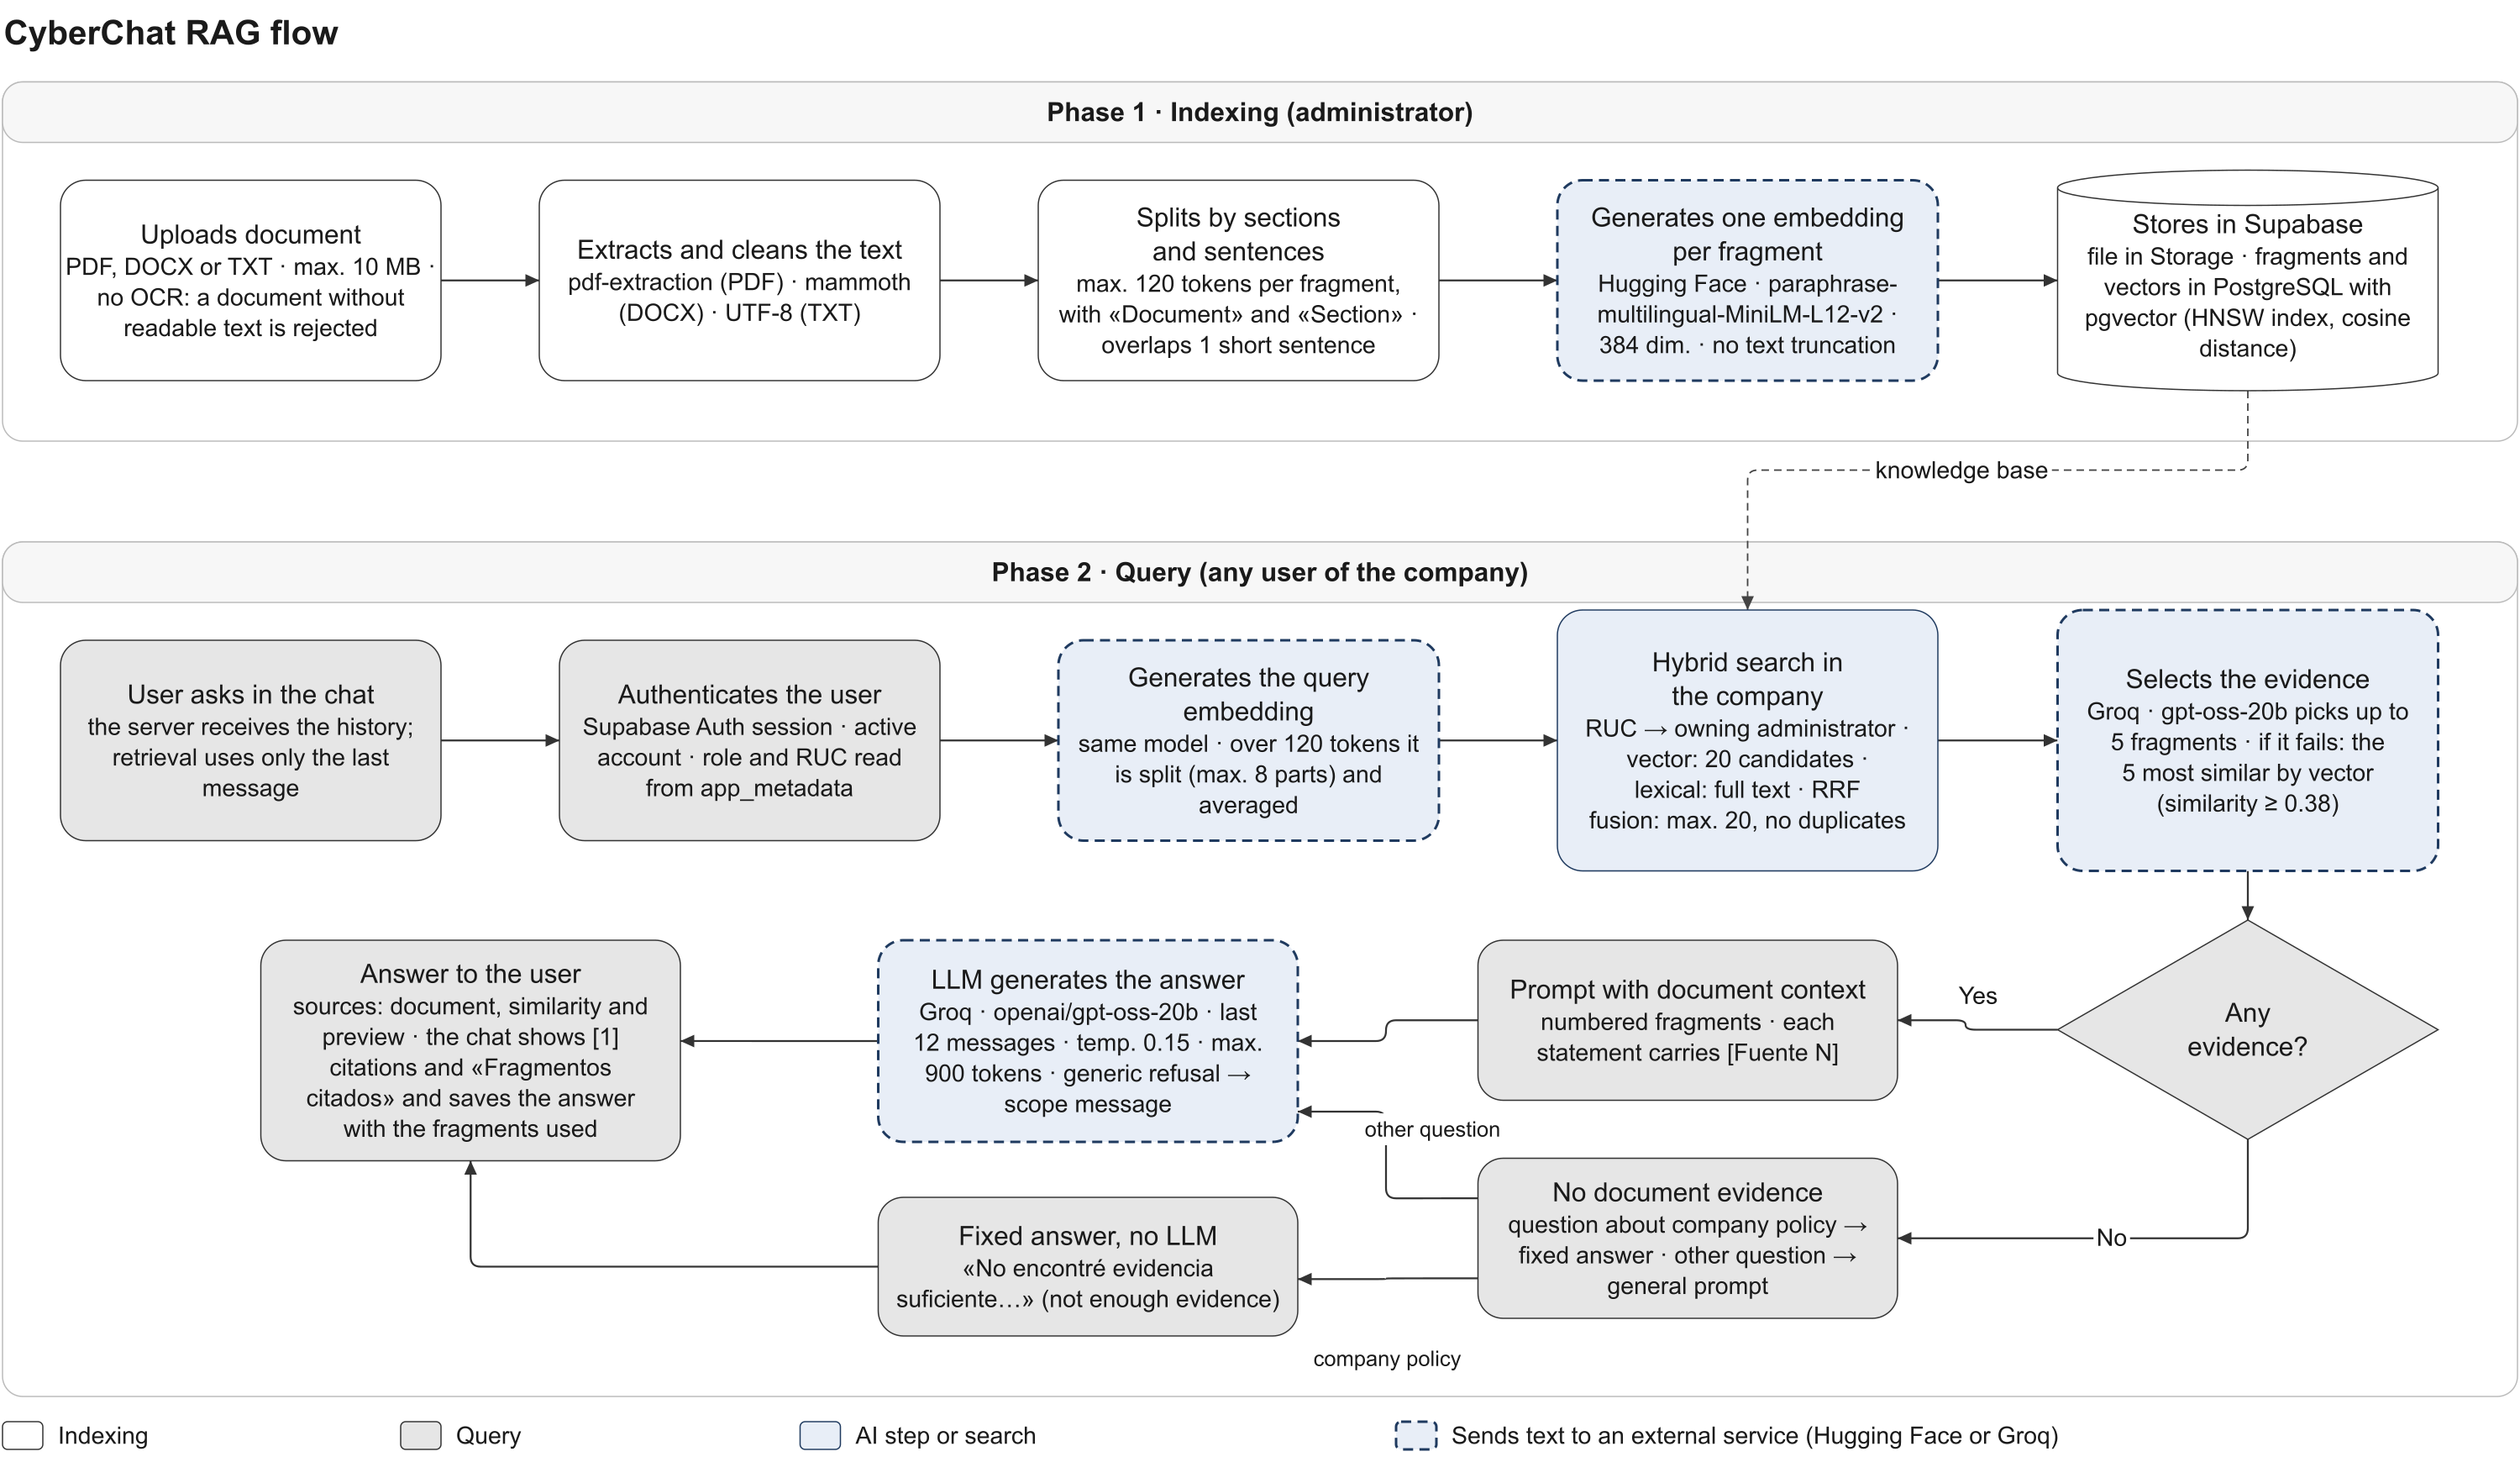 CyberChat RAG flow
Phase 1 · Indexing (administrator)
Uploads document
PDF, DOCX or TXT · max. 10 MB ·
no OCR: a document without
readable text is rejected
Extracts and cleans the text
pdf-extraction (PDF) · mammoth
(DOCX) · UTF-8 (TXT)
Splits by sections
and sentences
max. 120 tokens per fragment,
with «Document» and «Section» ·
overlaps 1 short sentence
Generates one embedding
per fragment
Hugging Face · paraphrase-
multilingual-MiniLM-L12-v2 ·
384 dim. · no text truncation
Stores in Supabase
file in Storage · fragments and
vectors in PostgreSQL with
pgvector (HNSW index, cosine
distance)
knowledge base
Phase 2 · Query (any user of the company)
User asks in the chat
the server receives the history;
retrieval uses only the last
message
Authenticates the user
Supabase Auth session · active
account · role and RUC read
from app_metadata
Generates the query
embedding
same model · over 120 tokens it
is split (max. 8 parts) and
averaged
Hybrid search in
the company
RUC → owning administrator ·
vector: 20 candidates ·
lexical: full text · RRF
fusion: max. 20, no duplicates
Selects the evidence
Groq · gpt-oss-20b picks up to
5 fragments · if it fails: the
5 most similar by vector
(similarity ≥ 0.38)
Any
evidence?
Yes
Prompt with document context
numbered fragments · each
statement carries [Fuente N]
LLM generates the answer
Groq · openai/gpt-oss-20b · last
12 messages · temp. 0.15 · max.
900 tokens · generic refusal →
scope message
Answer to the user
sources: document, similarity and
preview · the chat shows [1]
citations and «Fragmentos
citados» and saves the answer
with the fragments used
other question
No
No document evidence
question about company policy →
fixed answer · other question →
general prompt
Fixed answer, no LLM
«No encontré evidencia
suficiente…» (not enough evidence)
company policy
Indexing
Query
AI step or search
Sends text to an external service (Hugging Face or Groq)